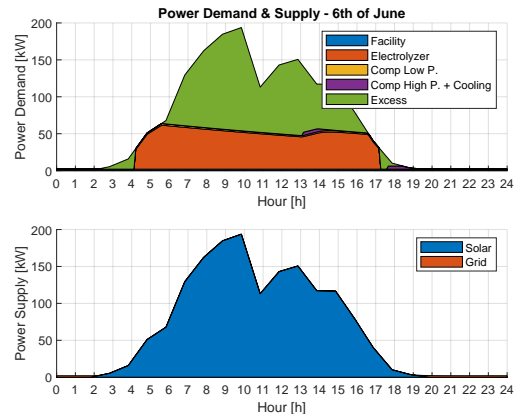 Power Demand & Supply - 6th of June
Power Demand [kW]
200
150
100
50
0
Facility
Electrolyzer
Comp Low P.
Comp High P. + Cooling
Excess
0 1 2 3 4 5 6 7 8 9 10 11 12 13 14 15 16 17 18 19 20 21 22 23 24
Hour [h]
Power Supply [kW]
200
150
100
50
0
Solar
Grid
0 1 2 3 4 5 6 7 8 9 10 11 12 13 14 15 16 17 18 19 20 21 22 23 24
Hour [h]